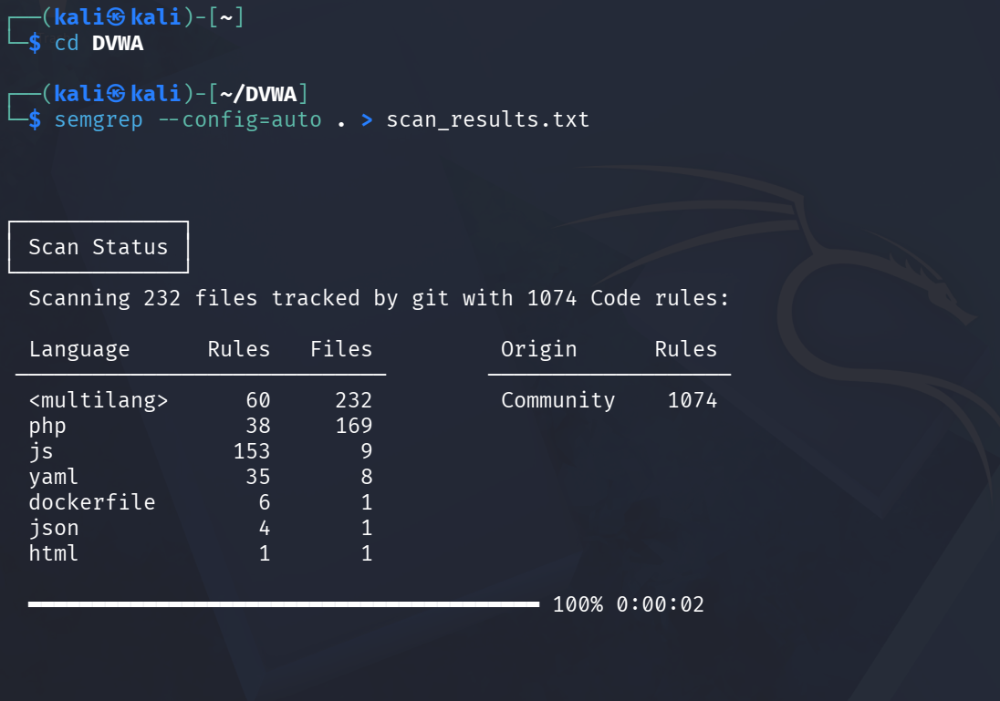 ┌──(kali㉿kali)-[~]
└─$ cd DVWA
┌──(kali㉿kali)-[~/DVWA]
└─$ semgrep --config=auto . > scan_results.txt
Scan Status
Scanning 232 files tracked by git with 1074 Code rules:
Language Rules Files Origin Rules
<multilang> 60 232 Community 1074
php 38 169
js 153 9
yaml 35 8
dockerfile 6 1
json 4 1
html 1 1
100% 0:00:02